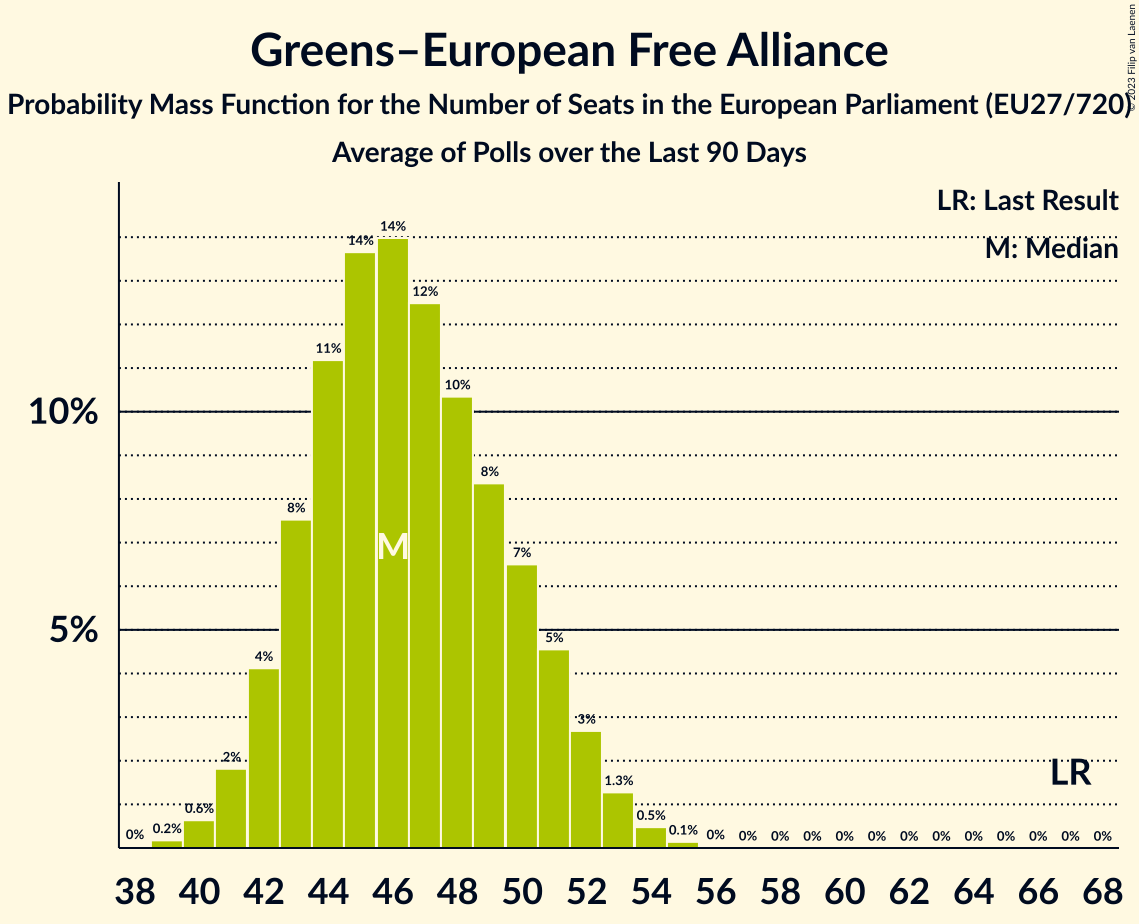 Greens–European Free Alliance
Probability Mass Function for the Number of Seats in the European Parliament (EU27/720)
Average of Polls over the Last 90 Days
© 2023 Filip van Laenen
LR: Last Result
M: Median
10%
5%
0% 0.2% 0.6% 2% 4% 8% 11% 14% 14% 12% 10% 8% 7% 5% 3% 1.3% 0.5% 0.1% 0% 0% 0% 0% 0% 0% 0% 0% 0% 0% 0% 0% 0%
M
LR
38 40 42 44 46 48 50 52 54 56 58 60 62 64 66 68